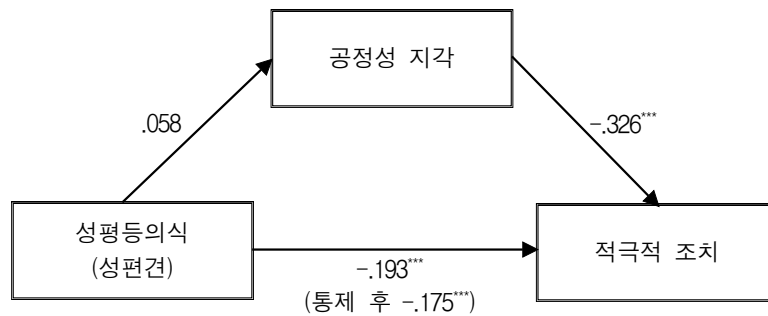 공정성 지각
.058
-.326***
성평등의식
(성편견)
적극적 조치
-.193***
(통제 후 -.175***)